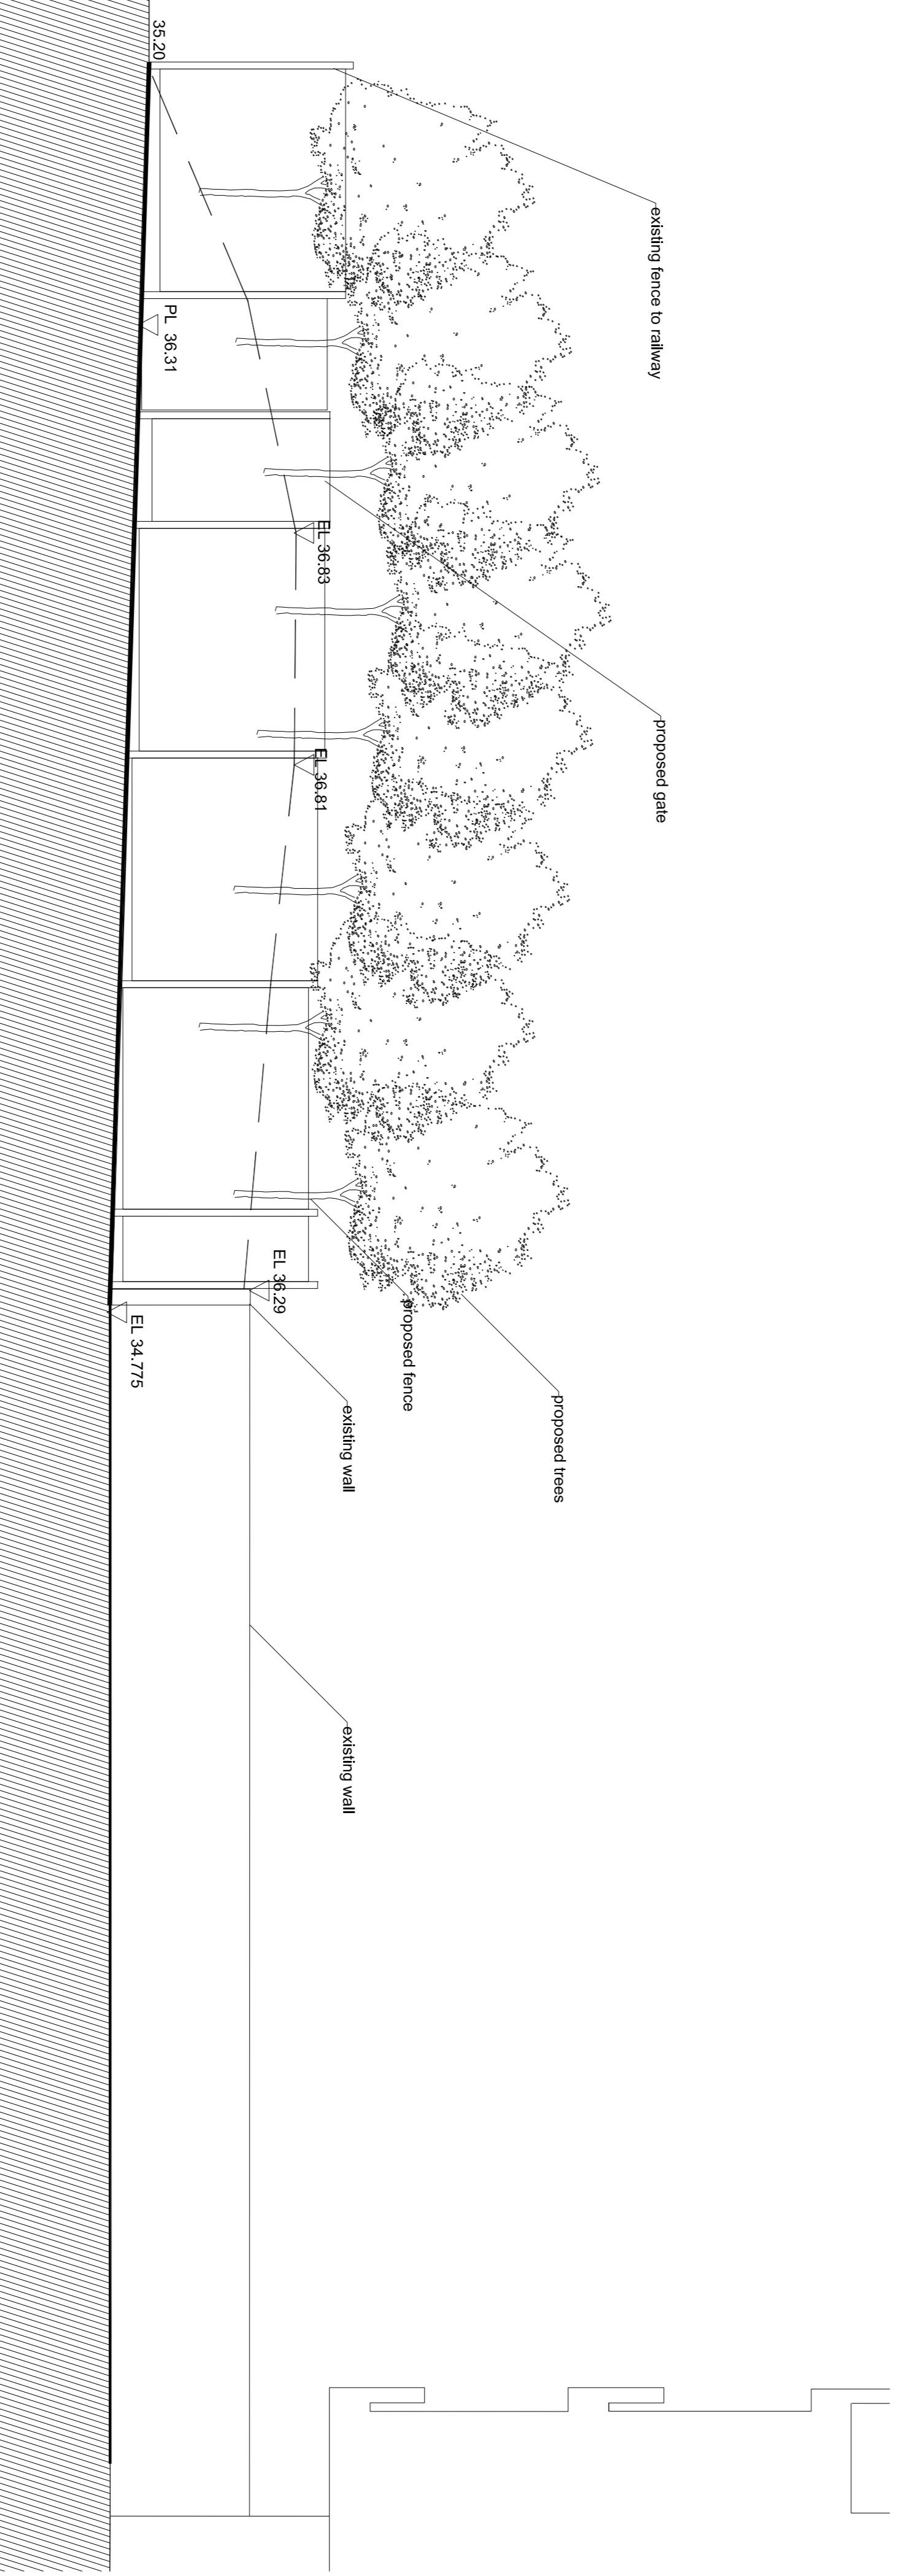 35.20
existing fence to railway
PL 36.31
EL 36.83
proposed gate
EL 36.81
EL 36.29
proposed fence
EL 34.775
proposed trees
existing wall
existing wall